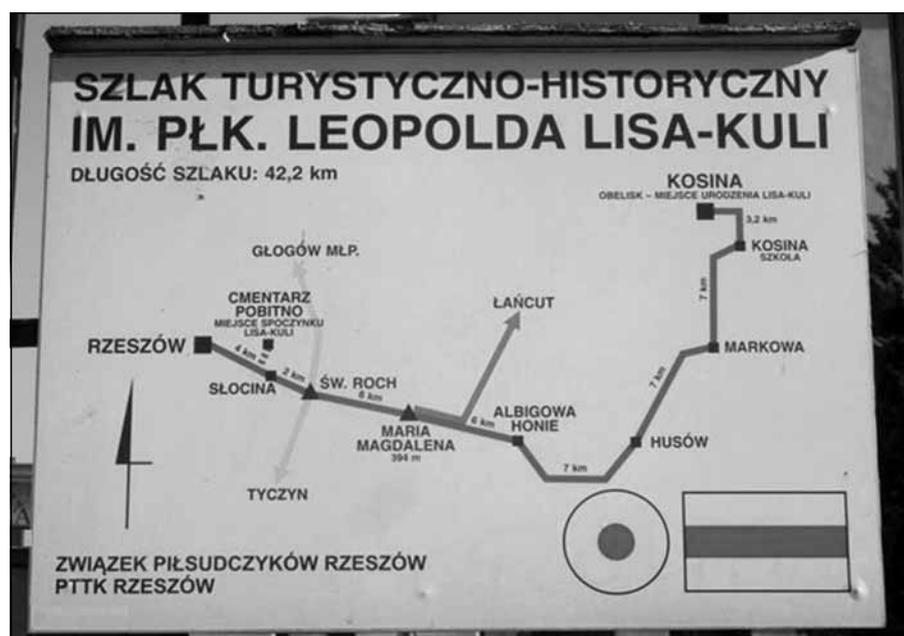 SZLAK TURYSTYCZNO-HISTORYCZNY
IM. PŁK. LEOPOLDA LISA-KULI
DŁUGOŚĆ SZLAKU: 42,2 km
KOSINA
OBELISK – MIEJSCE URODZENIA LISA-KULI
3,2 km
KOSINA
SZKOŁA
GŁOGÓW MŁP.
7 km
CMENTARZ
POBITNO
MIEJSCE SPOCZYNKU
LISA-KULI
ŁAŃCUT
RZESZÓW
4 km
MARKOWA
SŁOCINA
2 km
ŚW. ROCH
6 km
7 km
MARIA
MAGDALENA
394 m
6 km
ALBIGOWA
HONIE
HUSÓW
7 km
TYCZYN
ZWIĄZEK PIŁSUDCZYKÓW RZESZÓW
PTTK RZESZÓW